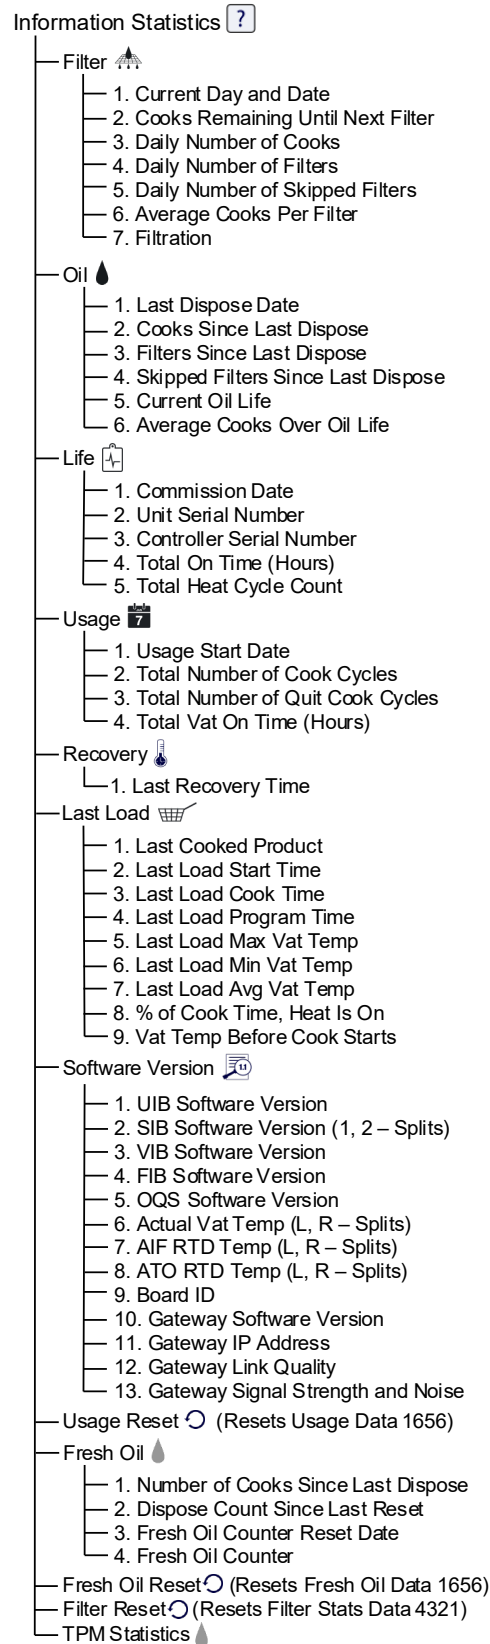 Information Statistics ?
Filter
1. Current Day and Date
2. Cooks Remaining Until Next Filter
3. Daily Number of Cooks
4. Daily Number of Filters
5. Daily Number of Skipped Filters
6. Average Cooks Per Filter
7. Filtration
Oil
1. Last Dispose Date
2. Cooks Since Last Dispose
3. Filters Since Last Dispose
4. Skipped Filters Since Last Dispose
5. Current Oil Life
6. Average Cooks Over Oil Life
Life
1. Commission Date
2. Unit Serial Number
3. Controller Serial Number
4. Total On Time (Hours)
5. Total Heat Cycle Count
Usage 7
1. Usage Start Date
2. Total Number of Cook Cycles
3. Total Number of Quit Cook Cycles
4. Total Vat On Time (Hours)
Recovery
1. Last Recovery Time
Last Load
1. Last Cooked Product
2. Last Load Start Time
3. Last Load Cook Time
4. Last Load Program Time
5. Last Load Max Vat Temp
6. Last Load Min Vat Temp
7. Last Load Avg Vat Temp
8. % of Cook Time, Heat Is On
9. Vat Temp Before Cook Starts
Software Version 1.1
1. UIB Software Version
2. SIB Software Version (1, 2 – Splits)
3. VIB Software Version
4. FIB Software Version
5. OQS Software Version
6. Actual Vat Temp (L, R – Splits)
7. AIF RTD Temp (L, R – Splits)
8. ATO RTD Temp (L, R – Splits)
9. Board ID
10. Gateway Software Version
11. Gateway IP Address
12. Gateway Link Quality
13. Gateway Signal Strength and Noise
Usage Reset (Resets Usage Data 1656)
Fresh Oil
1. Number of Cooks Since Last Dispose
2. Dispose Count Since Last Reset
3. Fresh Oil Counter Reset Date
4. Fresh Oil Counter
Fresh Oil Reset (Resets Fresh Oil Data 1656)
Filter Reset (Resets Filter Stats Data 4321)
TPM Statistics